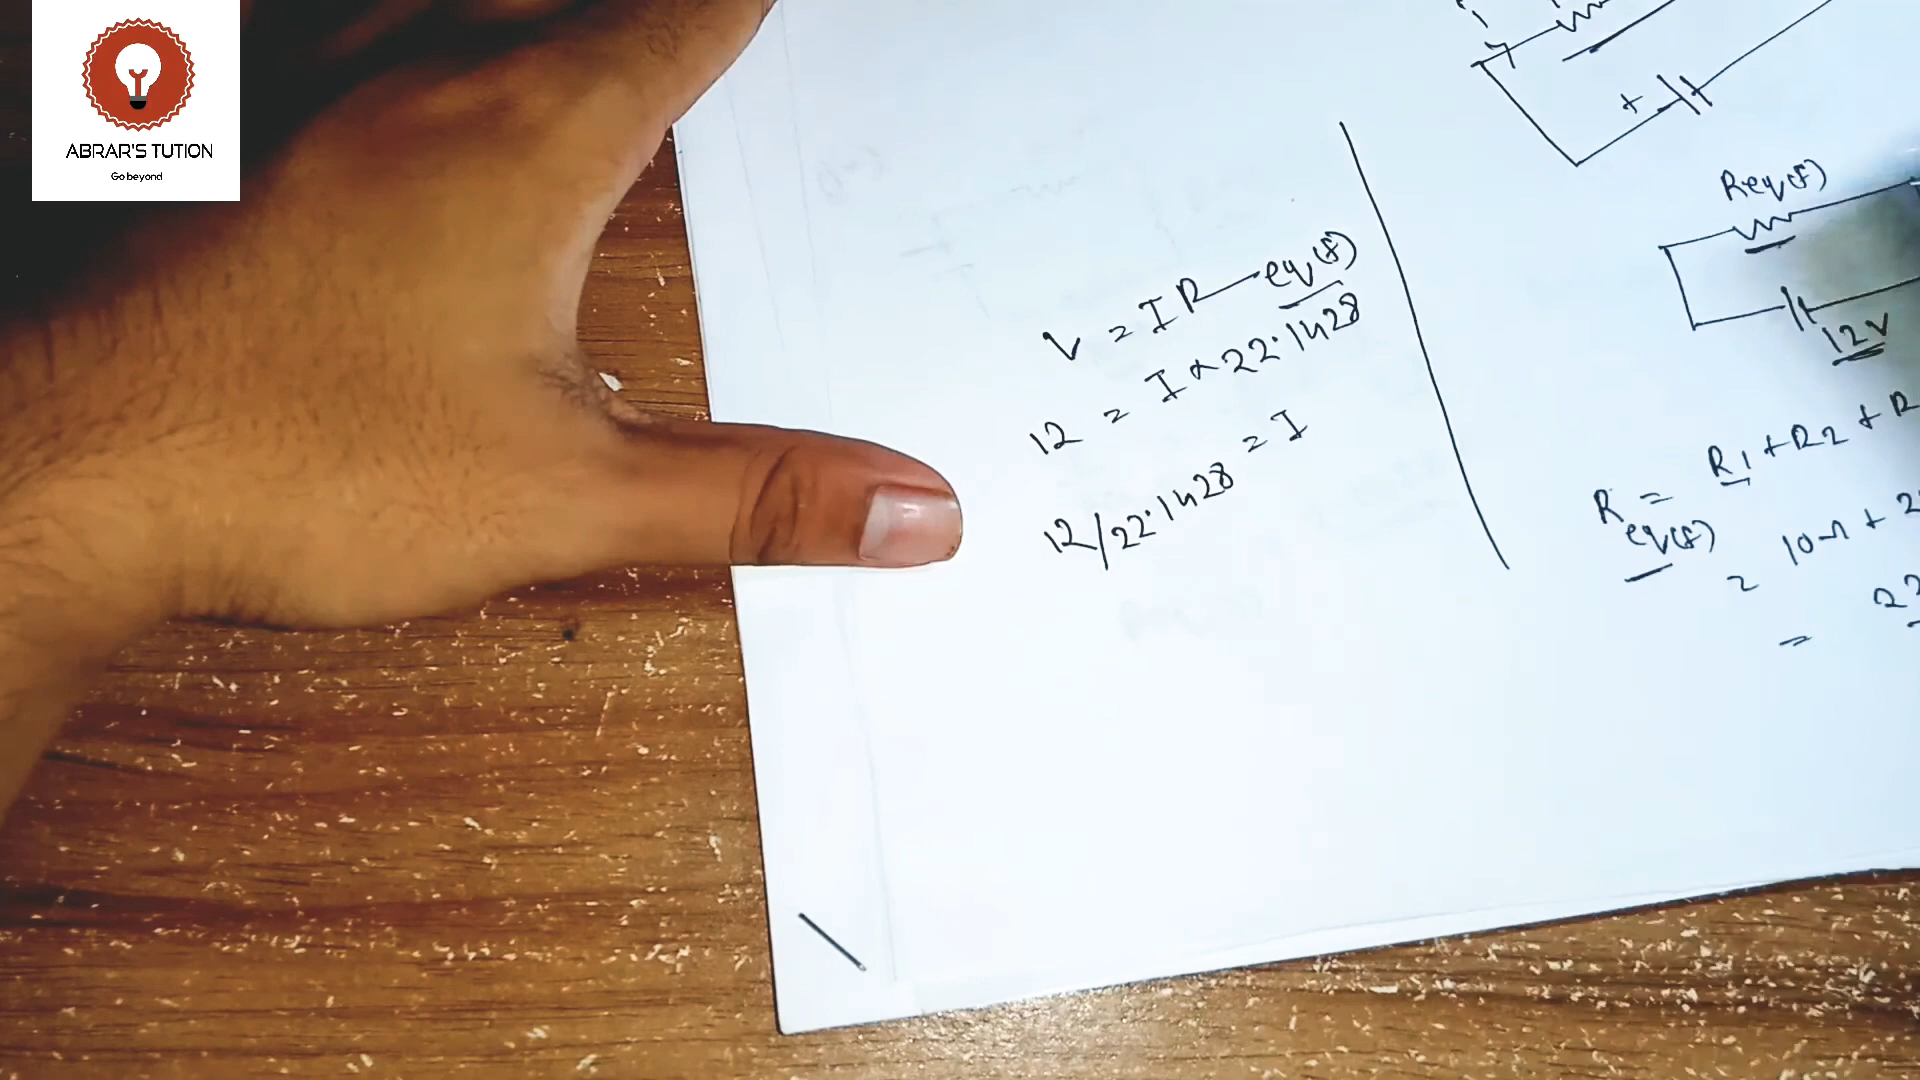 ABRAR'S TUTION
Go beyond
V = IR eq(f)
12 = I × 22.1428
12/22.1428 = I
+
Req(f)
12V
R eq(f) = R1 + R2 + R
= 10Ω + 2
= 22